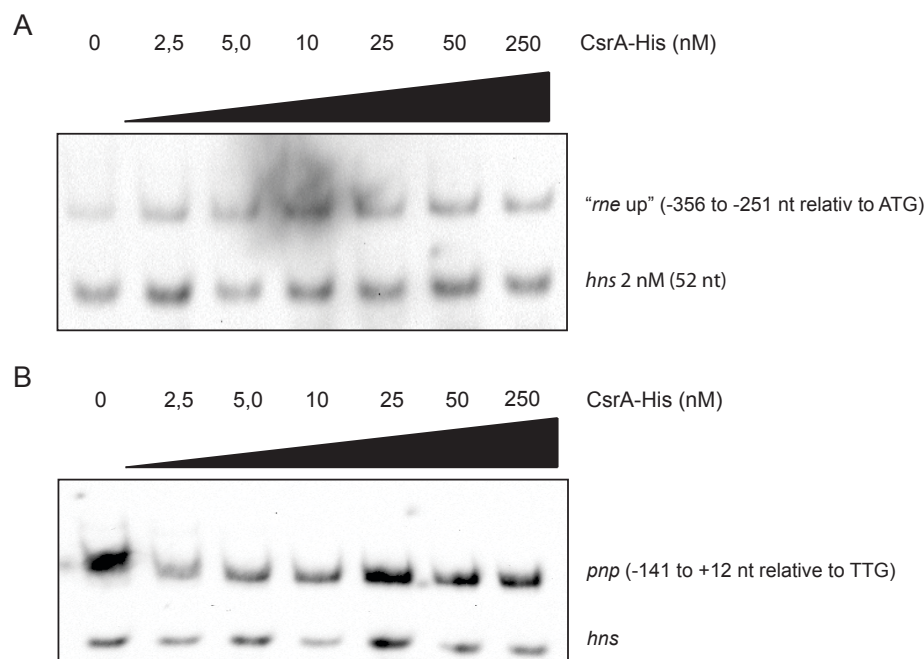 A
0 2,5 5,0 10 25 50 250 CsrA-His (nM)
“rne up” (-356 to -251 nt relativ to ATG)
hns 2 nM (52 nt)
B
0 2,5 5,0 10 25 50 250 CsrA-His (nM)
pnp (-141 to +12 nt relative to TTG)
hns